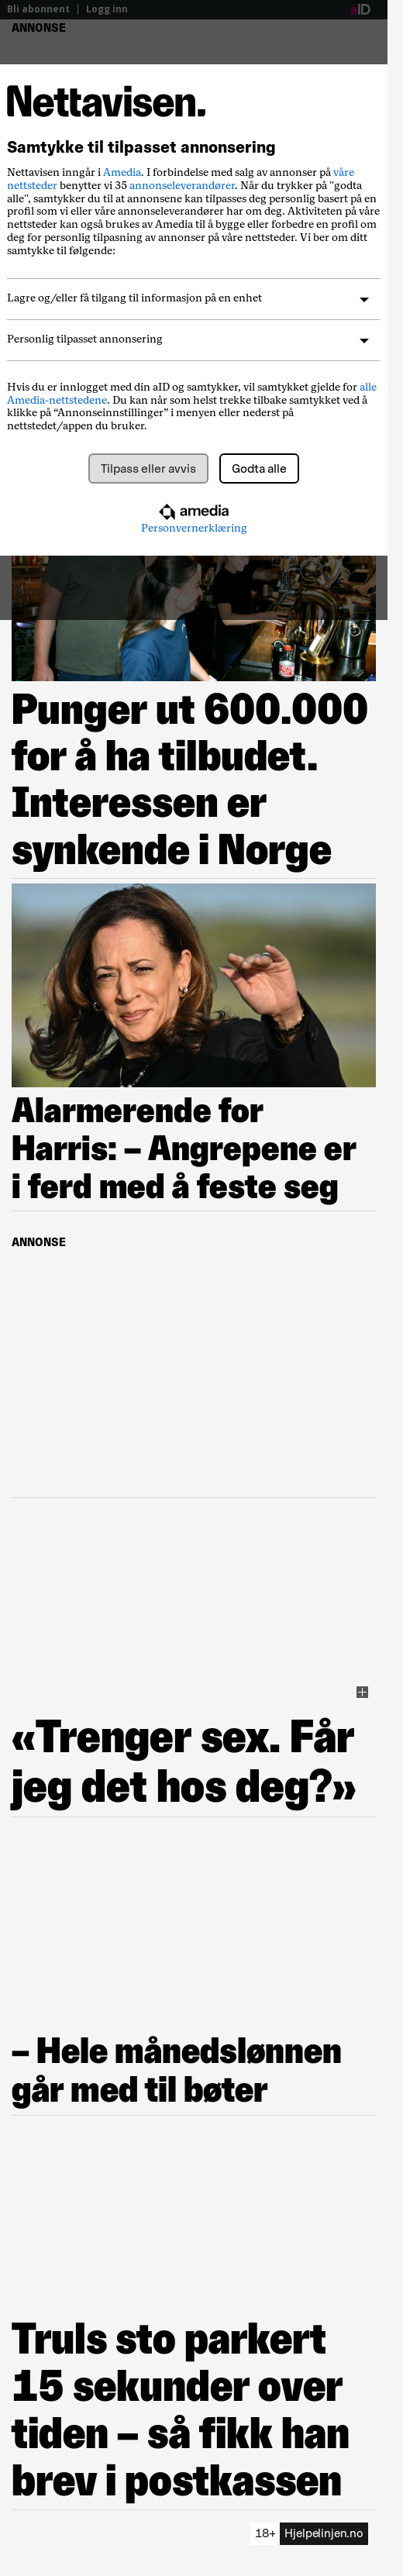 Bli abonnent | Logg inn aID
ANNONSE
Nettavisen.
Samtykke til tilpasset annonsering
Nettavisen inngår i Amedia. I forbindelse med salg av annonser på våre
nettsteder benytter vi 35 annonseleverandører. Når du trykker på "godta
alle", samtykker du til at annonsene kan tilpasses deg personlig basert på en
profil som vi eller våre annonseleverandører har om deg. Aktiviteten på våre
nettsteder kan også brukes av Amedia til å bygge eller forbedre en profil om
deg for personlig tilpasning av annonser på våre nettsteder. Vi ber om ditt
samtykke til følgende:
Lagre og/eller få tilgang til informasjon på en enhet
Personlig tilpasset annonsering
Hvis du er innlogget med din aID og samtykker, vil samtykket gjelde for alle
Amedia-nettstedene. Du kan når som helst trekke tilbake samtykket ved å
klikke på “Annonseinnstillinger” i menyen eller nederst på
nettstedet/appen du bruker.
Tilpass eller avvis Godta alle
amedia
Personvernerklæring
Punger ut 600.000
for å ha tilbudet.
Interessen er
synkende i Norge
Alarmerende for
Harris: – Angrepene er
i ferd med å feste seg
ANNONSE
«Trenger sex. Får
jeg det hos deg?»
– Hele månedslønnen
går med til bøter
Truls sto parkert
15 sekunder over
tiden – så fikk han
brev i postkassen
18+ Hjelpelinjen.no